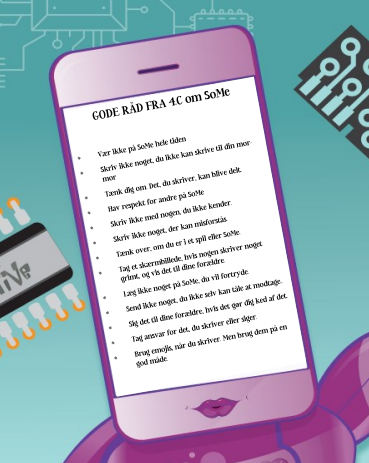 GODE RÅD FRA 4C om SoMe
Vær ikke på SoMe hele tiden
Skriv ikke noget, du ikke kan skrive til din mor-
mor
Tænk dig om. Det, du skriver, kan blive delt.
Hav respekt for andre på SoMe
Skriv ikke med nogen, du ikke kender.
Skriv ikke noget, der kan misforstås
Tænk over, om du er i et spil eller SoMe.
Tag et skærmbillede, hvis nogen skriver noget
grimt, og vis det til dine forældre.
Læg ikke noget på SoMe, du vil fortryde.
Send ikke noget, du ikke selv kan tåle at modtage.
Sig det til dine forældre, hvis det gør dig ked af det.
Tag ansvar for det, du skriver eller siger.
Brug emojis, når du skriver. Men brug dem på en
god måde.